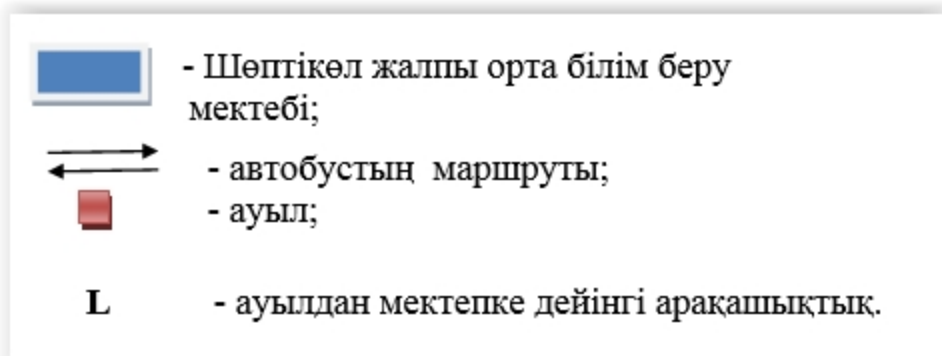 - Шөптікөл жалпы орта білім беру
мектебі;
- автобустың маршруты;
- ауыл;
L - ауылдан мектепке дейінгі арақашықтық.